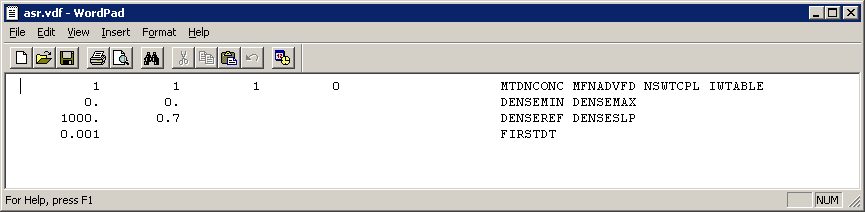 asr.vdf - WordPad
File Edit View Insert Format Help
1 1 1 0 MTDNCONC MFNADVFD NSWTCPL IWTABLE
0. 0. DENSEMIN DENSEMAX
1000. 0.7 DENSEREF DENSESLP
0.001 FIRSTDT
For Help, press F1 NUM